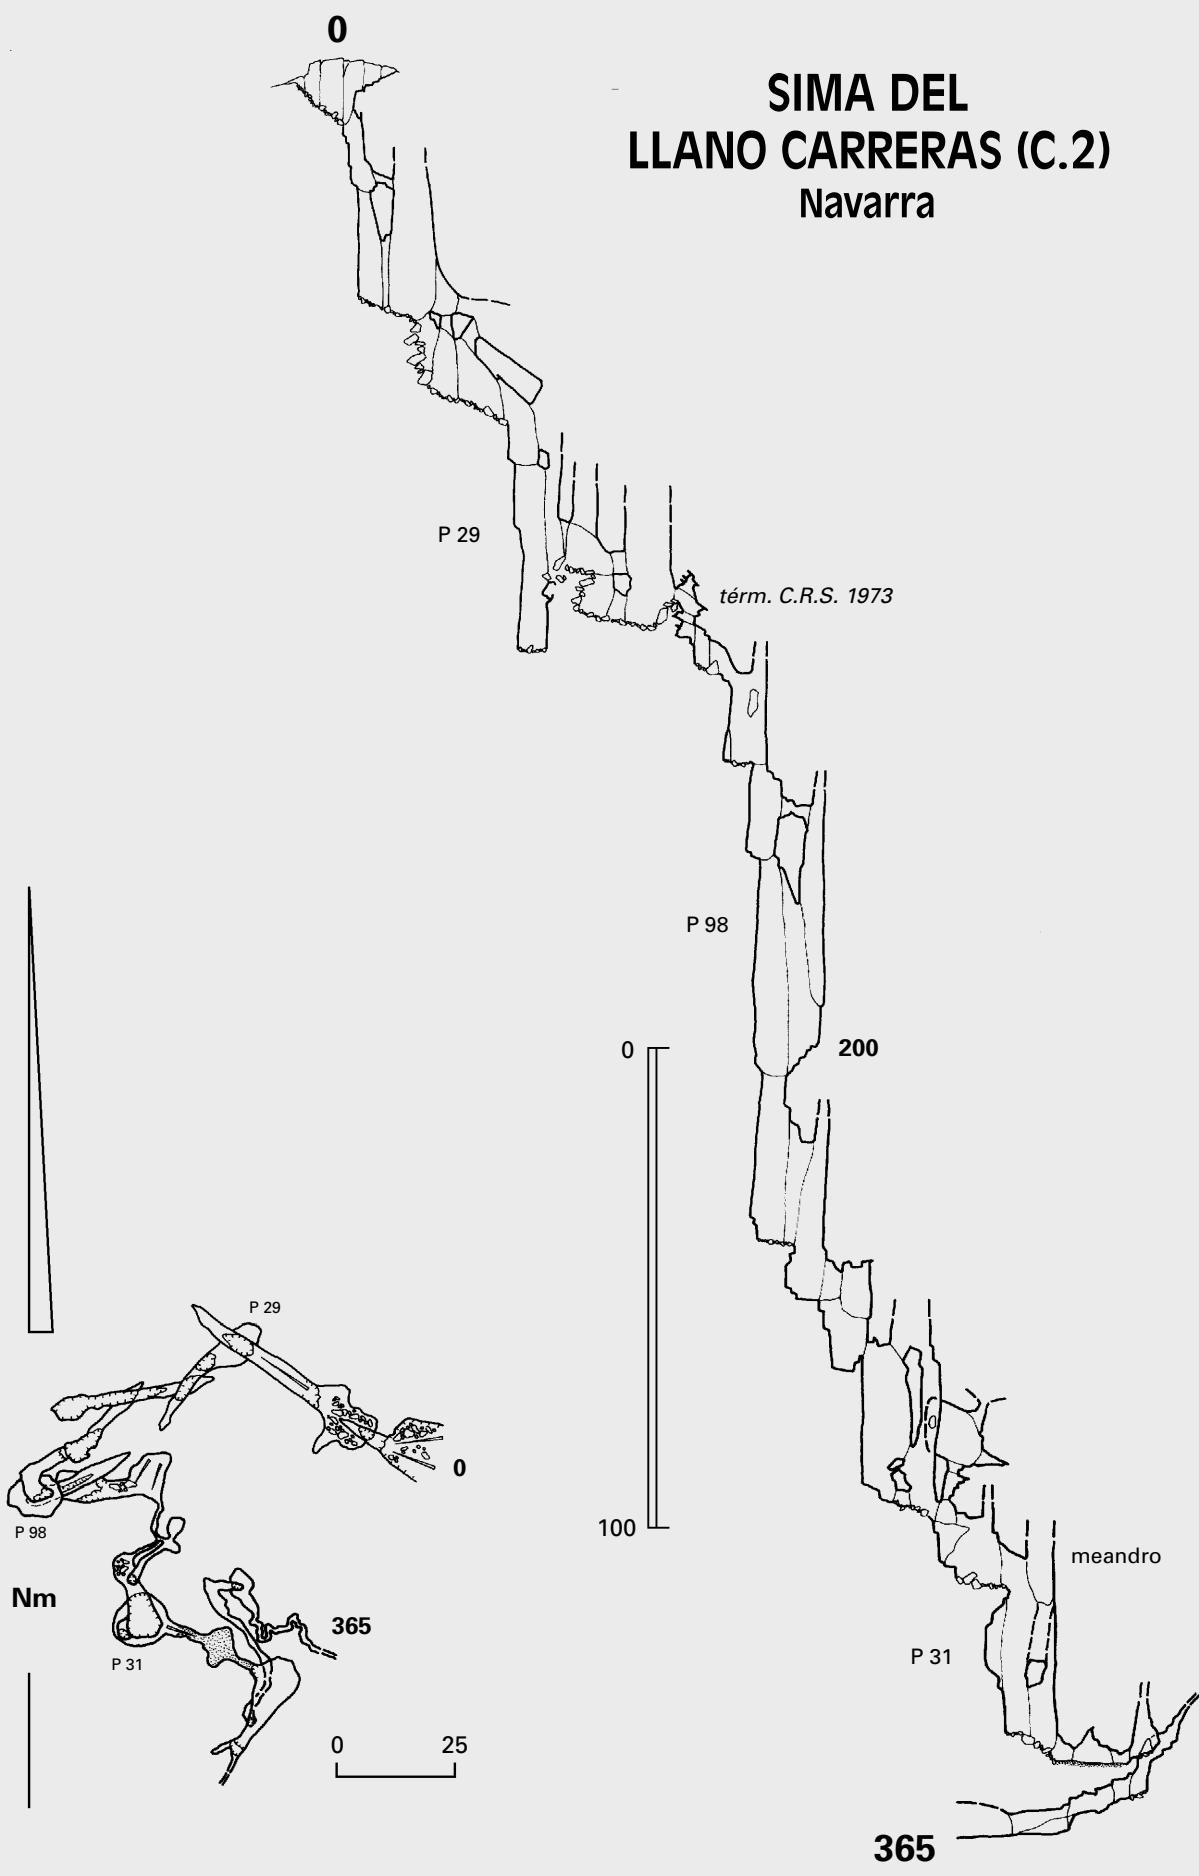 0
SIMA DEL
LLANO CARRERAS (C.2)
Navarra
P 29
térm. C.R.S. 1973
P 98
0
200
100
meandro
P 31
365
P 29
0
P 98
Nm
365
P 31
0 25